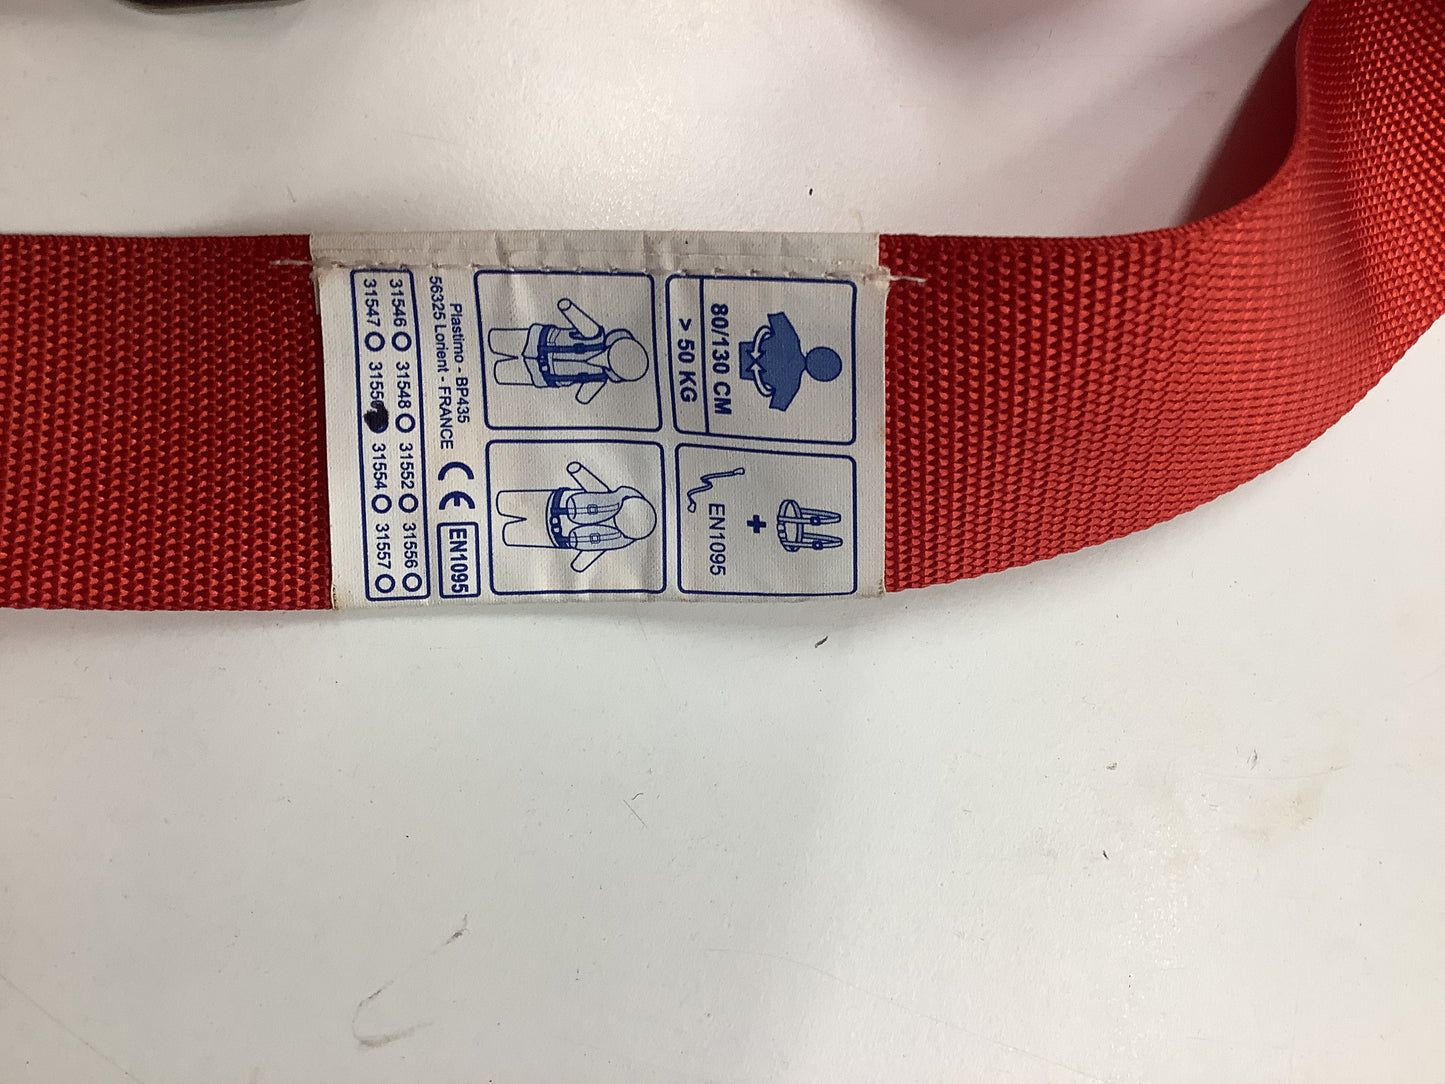 80/130 CM
> 50 KG
+
EN1095
Plastimo - BP435
56325 Lorient - FRANCE
CE EN1095
31546 31548 31552 31556
31547 31550 31554 31557